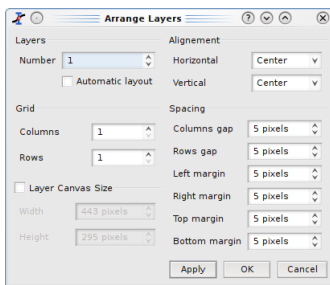 Arrange Layers
Layers
Number 1
Automatic layout
Grid
Columns 1
Rows 1
Layer Canvas Size
Width 443 pixels
Height 295 pixels
Alignement
Horizontal Center
Vertical Center
Spacing
Columns gap 5 pixels
Rows gap 5 pixels
Left margin 5 pixels
Right margin 5 pixels
Top margin 5 pixels
Bottom margin 5 pixels
Apply OK Cancel